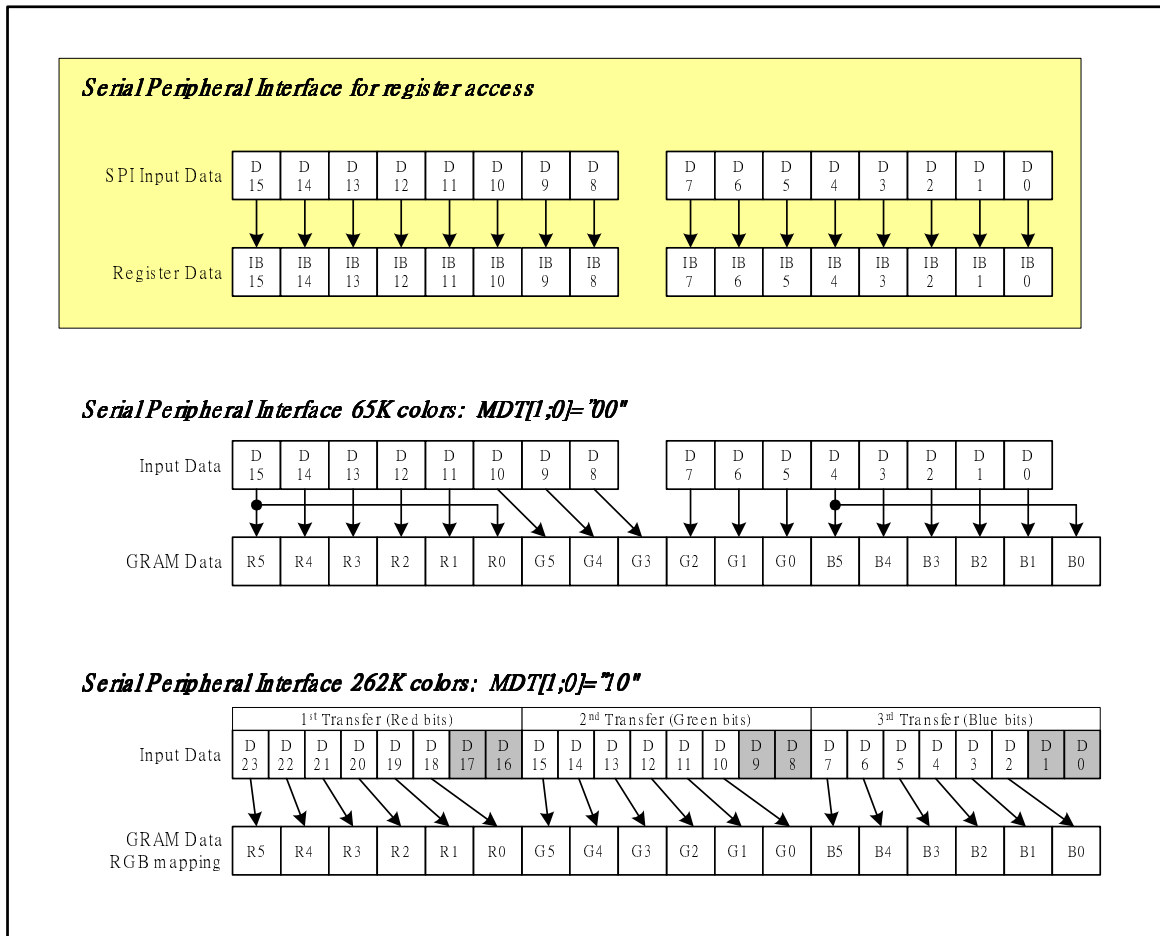 Serial Peripheral Interface for register access
SPI Input Data D 15 D 14 D 13 D 12 D 11 D 10 D 9 D 8 D 7 D 6 D 5 D 4 D 3 D 2 D 1 D 0
Register Data IB 15 IB 14 IB 13 IB 12 IB 11 IB 10 IB 9 IB 8 IB 7 IB 6 IB 5 IB 4 IB 3 IB 2 IB 1 IB 0
Serial Peripheral Interface 65K colors: MDT[1;0]="00"
Input Data D 15 D 14 D 13 D 12 D 11 D 10 D 9 D 8 D 7 D 6 D 5 D 4 D 3 D 2 D 1 D 0
GRAM Data R5 R4 R3 R2 R1 R0 G5 G4 G3 G2 G1 G0 B5 B4 B3 B2 B1 B0
Serial Peripheral Interface 262K colors: MDT[1;0]="10"
1st Transfer (Red bits) 2nd Transfer (Green bits) 3rd Transfer (Blue bits)
Input Data D 23 D 22 D 21 D 20 D 19 D 18 D 17 D 16 D 15 D 14 D 13 D 12 D 11 D 10 D 9 D 8 D 7 D 6 D 5 D 4 D 3 D 2 D 1 D 0
GRAM Data
RGB mapping R5 R4 R3 R2 R1 R0 G5 G4 G3 G2 G1 G0 B5 B4 B3 B2 B1 B0